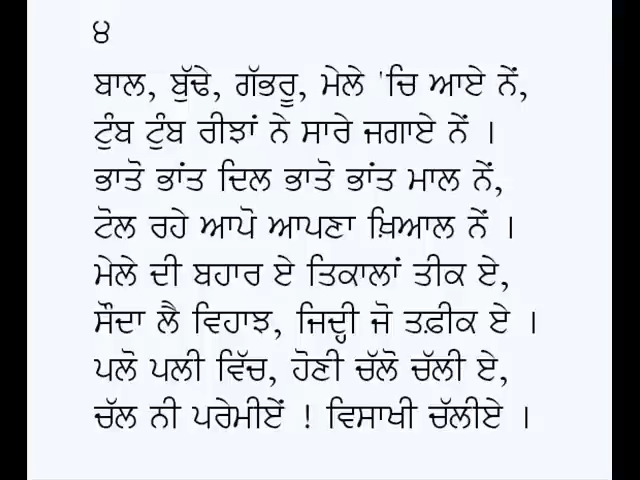 ੪
ਬਾਲ, ਬੁੱਢੇ, ਗੱਭਰੂ, ਮੇਲੇ 'ਚਿ ਆਏ ਨੇਂ,
ਟੁੰਬ ਟੁੰਬ ਰੀਝਾਂ ਨੇ ਸਾਰੇ ਜਗਾਏ ਨੇਂ ।
ਭਾਤੋ ਭਾਂਤ ਦਿਲ ਭਾਤੋ ਭਾਂਤ ਮਾਲ ਨੇਂ,
ਟੋਲ ਰਹੇ ਆਪੋ ਆਪਣਾ ਖ਼ਿਆਲ ਨੇਂ ।
ਮੇਲੇ ਦੀ ਬਹਾਰ ਏ ਤਿਕਾਲਾਂ ਤੀਕ ਏ,
ਸੌਦਾ ਲੈ ਵਿਹਾਝ, ਜਿਦ੍ਹੀ ਜੋ ਤਫ਼ੀਕ ਏ ।
ਪਲੋ ਪਲੀ ਵਿੱਚ, ਹੋਣੀ ਚੱਲੋ ਚੱਲੀ ਏ,
ਚੱਲ ਨੀ ਪਰੇਮੀਏਂ ! ਵਿਸਾਖੀ ਚੱਲੀਏ ।